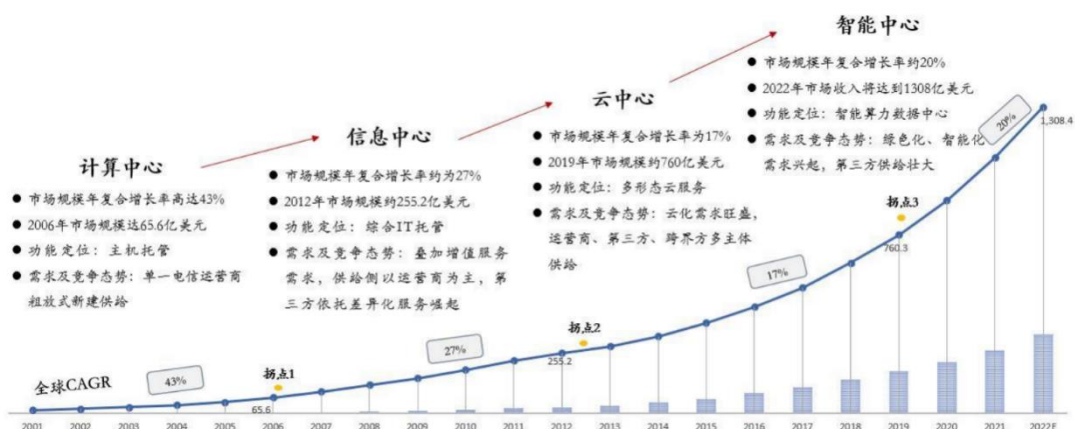 智能中心
● 市场规模年复合增长率约20%
● 2022年市场收入将达到1308亿美元
● 功能定位：智能算力数据中心
● 需求及竞争态势：绿色化、智能化
需求兴起，第三方供给壮大
云中心
● 市场规模年复合增长率为17%
● 2019年市场规模约760亿美元
● 功能定位：多形态云服务
● 需求及竞争态势：云化需求旺盛，
运营商、第三方、跨界方多主体
供给
信息中心
● 市场规模年复合增长率约为27%
● 2012年市场规模约255.2亿美元
● 功能定位：综合IT托管
● 需求及竞争态势：叠加增值服务
需求，供给侧以运营商为主，第
三方依托差异化服务崛起
计算中心
● 市场规模年复合增长率高达43%
● 2006年市场规模达65.6亿美元
● 功能定位：主机托管
● 需求及竞争态势：单一电信运营商
粗放式新建供给
全球CAGR
43%
拐点1
65.6
27%
拐点2
255.2
17%
拐点3
760.3
20%
1,308.4
2001 2002 2003 2004 2005 2006 2007 2008 2009 2010 2011 2012 2013 2014 2015 2016 2017 2018 2019 2020 2021 2022E